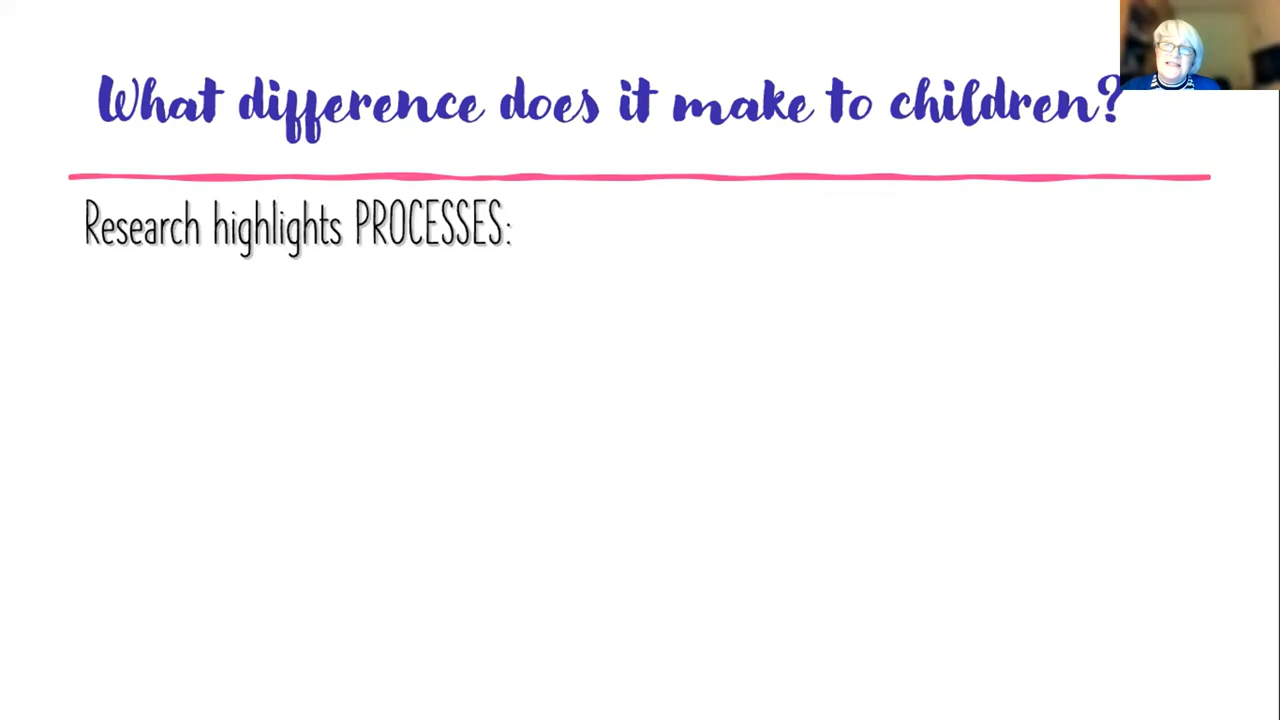 What difference does it make to children?
Research highlights PROCESSES: